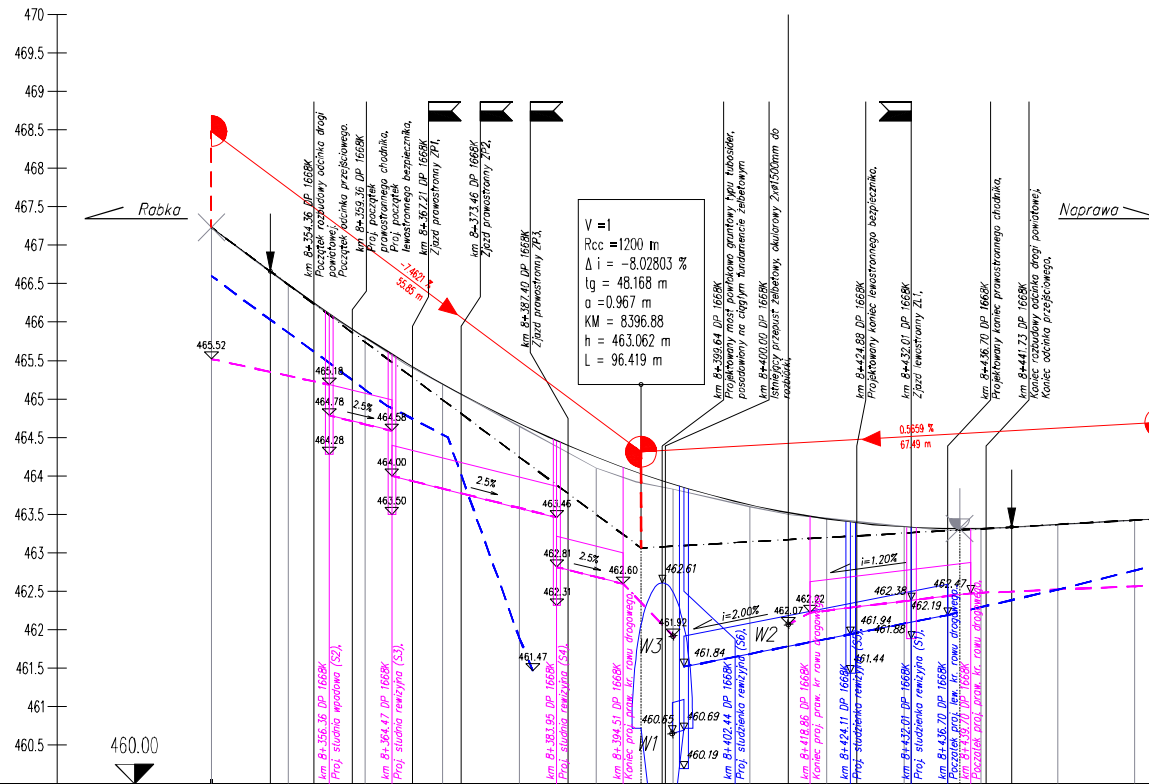 470
469.5
469
468.5
468
467.5
467
466.5
466
465.5
465
464.5
464
463.5
463
462.5
462
461.5
461
460.5
460.00
Rabka
Naprawa
km 8+354.36 DP 1668K
Początek rozbudowy odcinka drogi
powiatowej,
Początek odcinka przejściowego.
km 8+359.36 DP 1668K
Proj. początek
prawostronnego chodnika,
Proj. początek
lewostronnego bezpiecznika,
km 8+367.21 DP 1668K
Zjazd prawostronny ZP1,
km 8+373.46 DP 1668K
Zjazd prawostronny ZP2,
km 8+387.40 DP 1668K
Zjazd prawostronny ZP3,
-7.4621 %
55.85 m
V =1
Rcc =1200 m
Δ i = -8.02803 %
tg = 48.168 m
a =0.967 m
KM = 8396.88
h = 463.062 m
L = 96.419 m
km 8+399.64 DP 1668K
Projektowany most powłokowo gruntowy typu tubosider,
posadowiony na ciągłym fundamencie żelbetowym
km 8+400.00 DP 1668K
Istniejący przepust żelbetowy, okularowy 2xø1500mm do
rozbiórki,
km 8+424.88 DP 1668K
Projektowany koniec lewostronnego bezpiecznik,
km 8+432.01 DP 1668K
Zjazd lewostronny ZL1,
km 8+436.70 DP 1668K
Projektowany koniec prawostronnego chodnika,
km 8+441.73 DP 1668K
Koniec rozbudowy odcinka drogi powiatowej,
Koniec odcinka przejściowego,
0.5659 %
67.49 m
465.52
465.18
464.78
464.28
2.5%
464.58
464.00
463.50
2.5%
463.46
462.81
462.31
2.5%
462.60
461.47
462.61
461.92
W3
W1
460.65
460.69
460.19
461.84
i=2.00%
W2
462.07
462.22
i=1.20%
461.94
461.44
462.38
461.88
462.19
462.47
km 8+356.36 DP 1668K
Proj. studnia wpadowa (S2),
km 8+364.47 DP 1668K
Proj. studnia rewizyjna (S3),
km 8+383.95 DP 1668K
Proj. studnia rewizyjna (S4),
km 8+394.51 DP 1668K
Koniec proj. praw. kr. rowu drogowego,
km 8+402.44 DP 1668K
Proj. studzienka rewizyjna (S6),
km 8+418.86 DP 1668K
Koniec proj. praw. kr. rowu drogowego,
km 8+424.11 DP 1668K
Proj. studzienka rewizyjna (S5),
km 8+432.01 DP 1668K
Proj. studzienka rewizyjna (S1),
km 8+436.70 DP 1668K
Początek proj. lew. kr. rowu drogowego,
km 8+439.70 DP 1668K
Początek proj. praw. kr. rowu drogowego,